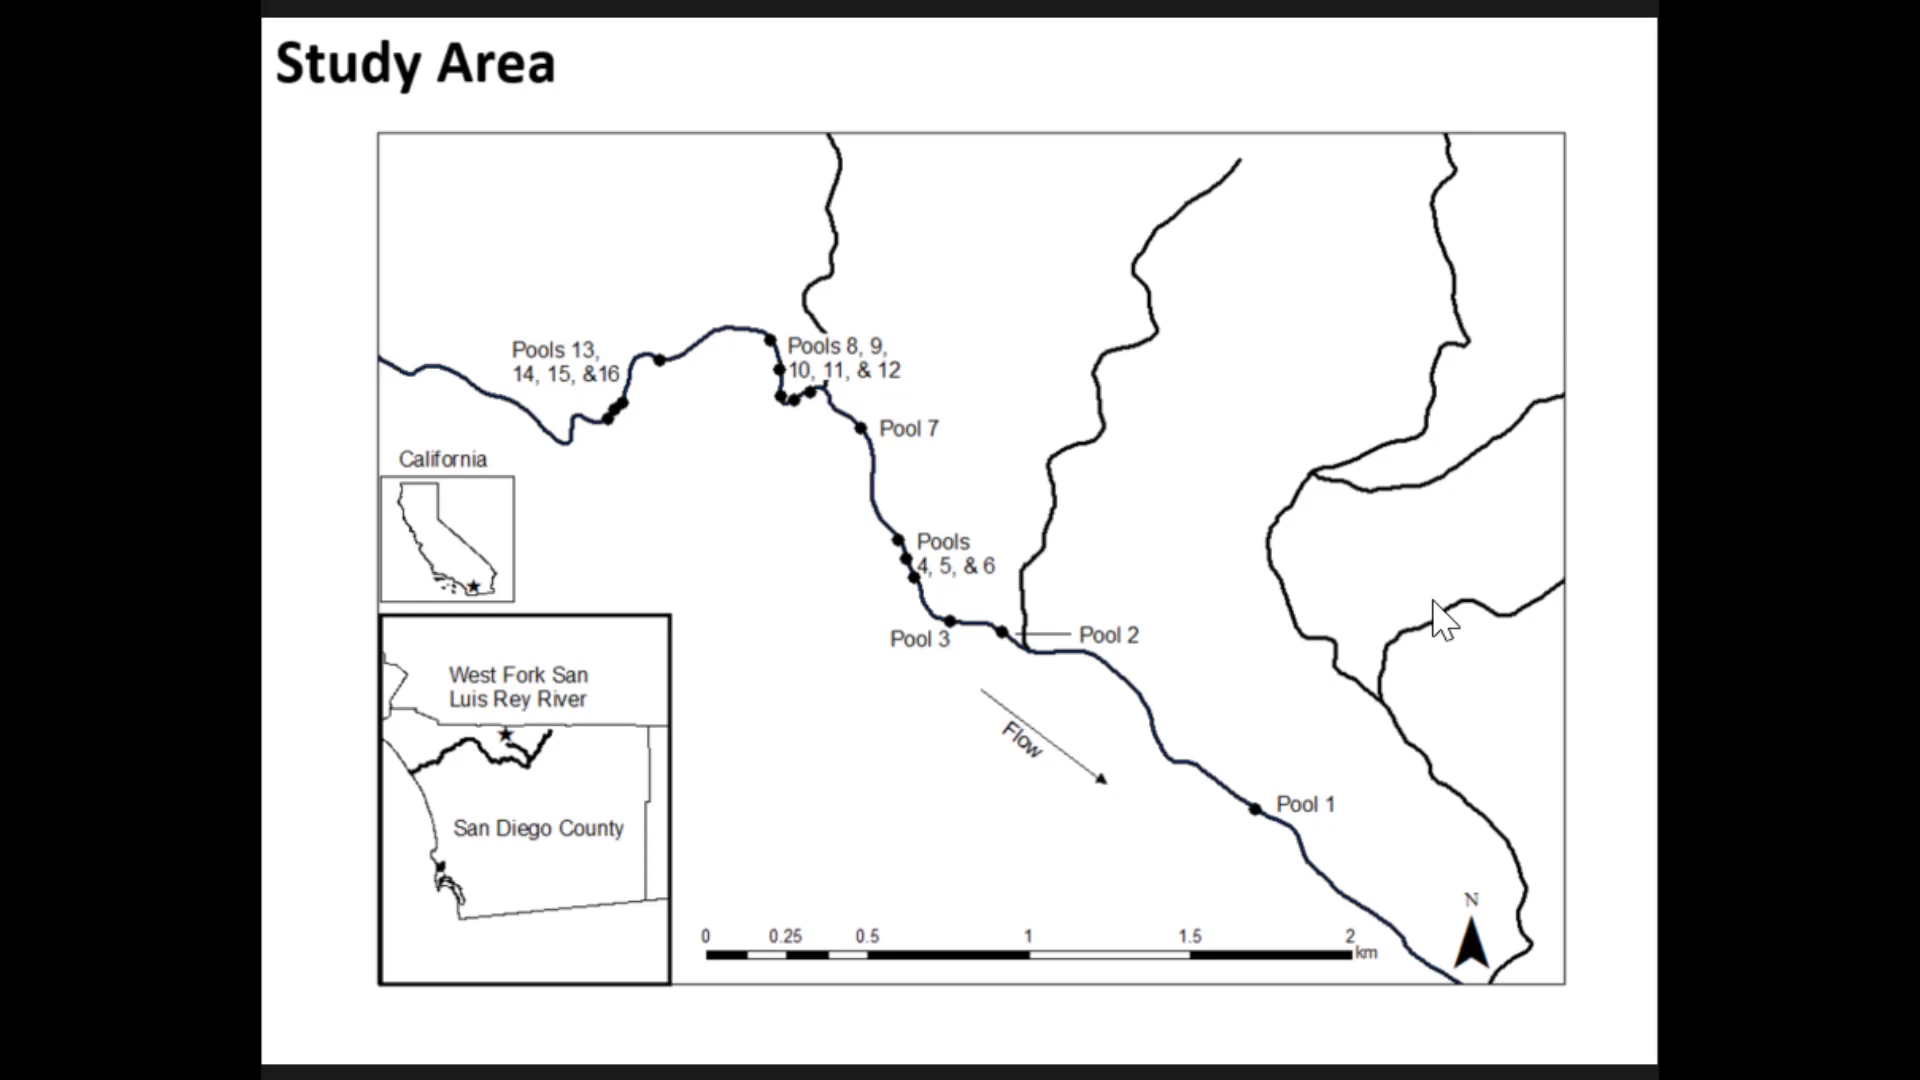 Study Area
Pools 13,
14, 15, &16
Pools 8, 9,
10, 11, & 12
Pool 7
California
Pools
4, 5, & 6
Pool 3
Pool 2
West Fork San
Luis Rey River
Flow
San Diego County
Pool 1
N
0 0.25 0.5 1 1.5 2
km